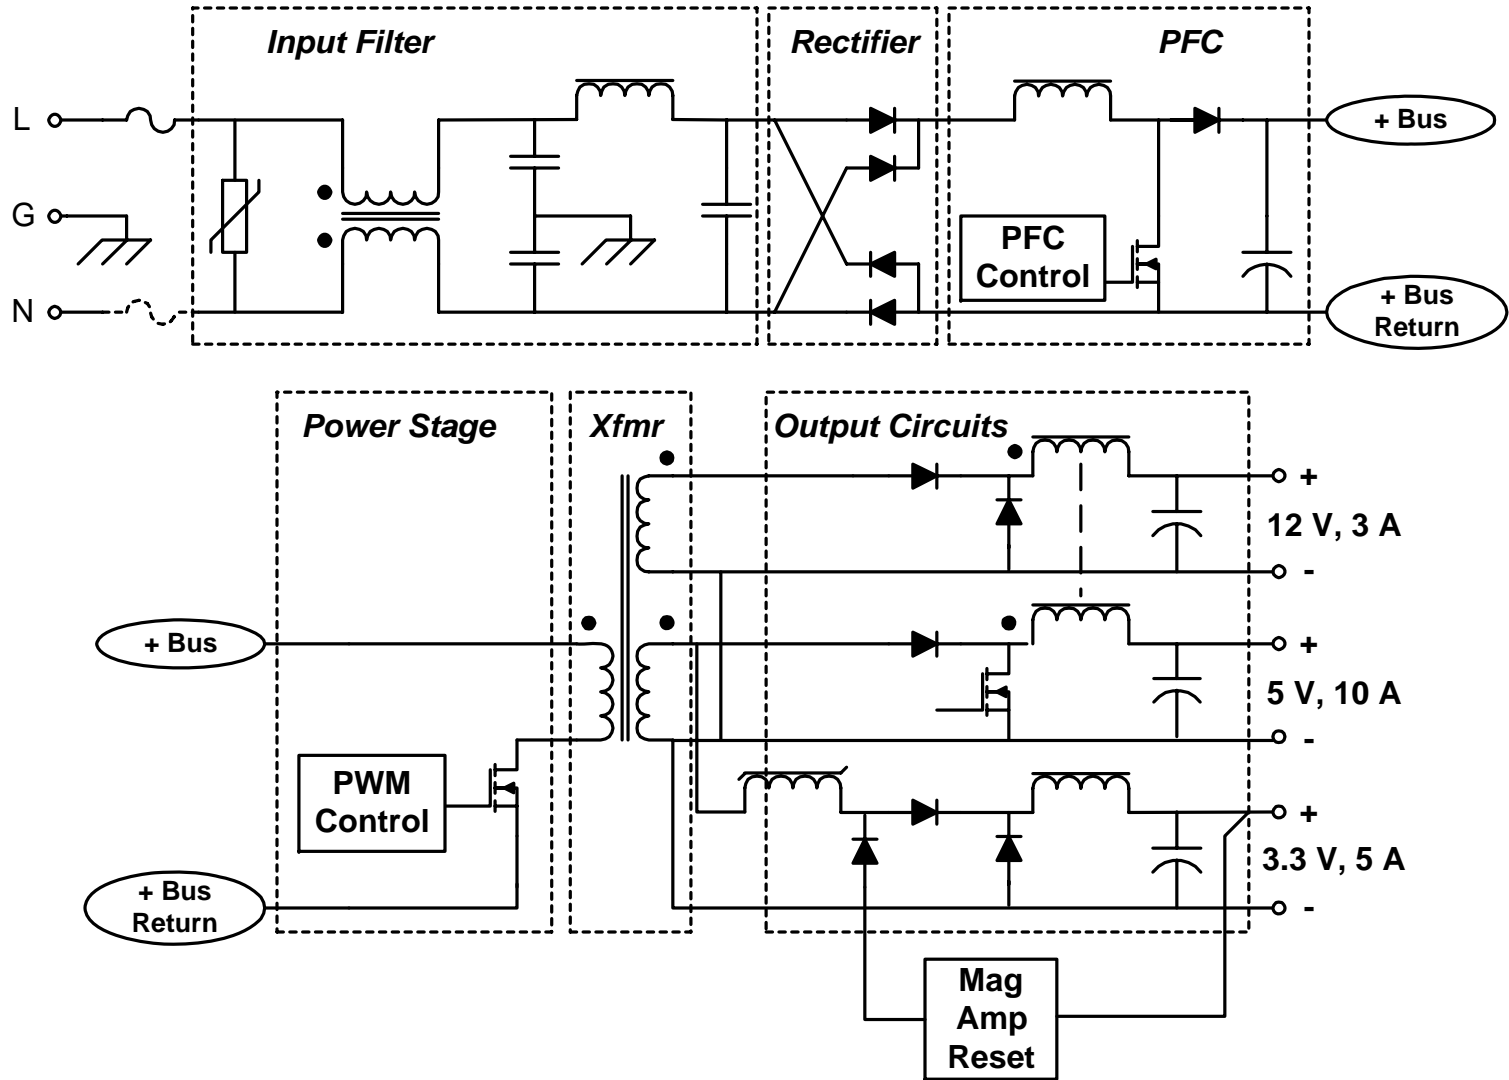 Input Filter
Rectifier
PFC
L
+ Bus
G
PFC
Control
N
+ Bus
Return
Power Stage
Xfmr
Output Circuits
+
12 V, 3 A
-
+ Bus
+
5 V, 10 A
-
PWM
Control
+
3.3 V, 5 A
-
+ Bus
Return
Mag
Amp
Reset